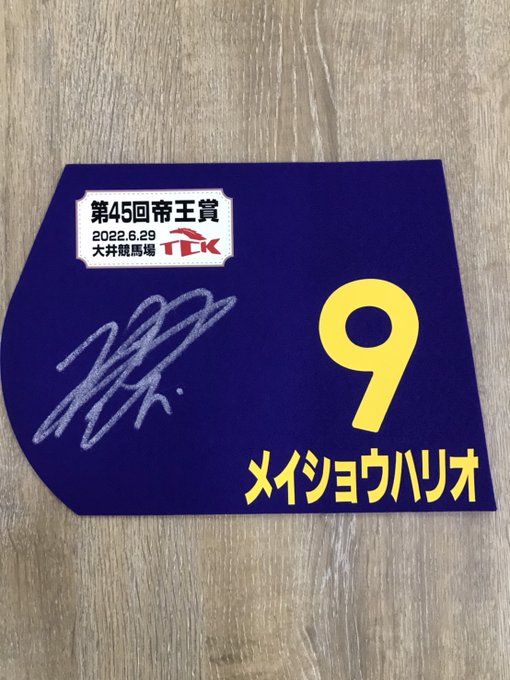 第45回帝王賞
2022.6.29
大井競馬場 TCK
9
メイショウハリオ